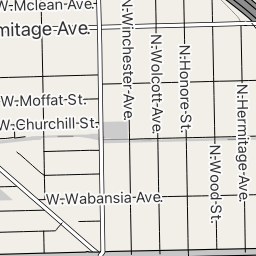 W.Mclean Ave.
mitage Ave.
N.Winchester-Ave.
N.Wolcott-Ave.
N.Honore-St.
N.Hermitage-Ave.
W.Moffat-St.
W.Churchill-St.
N.Wood-St.
W.Wabansia-Ave.